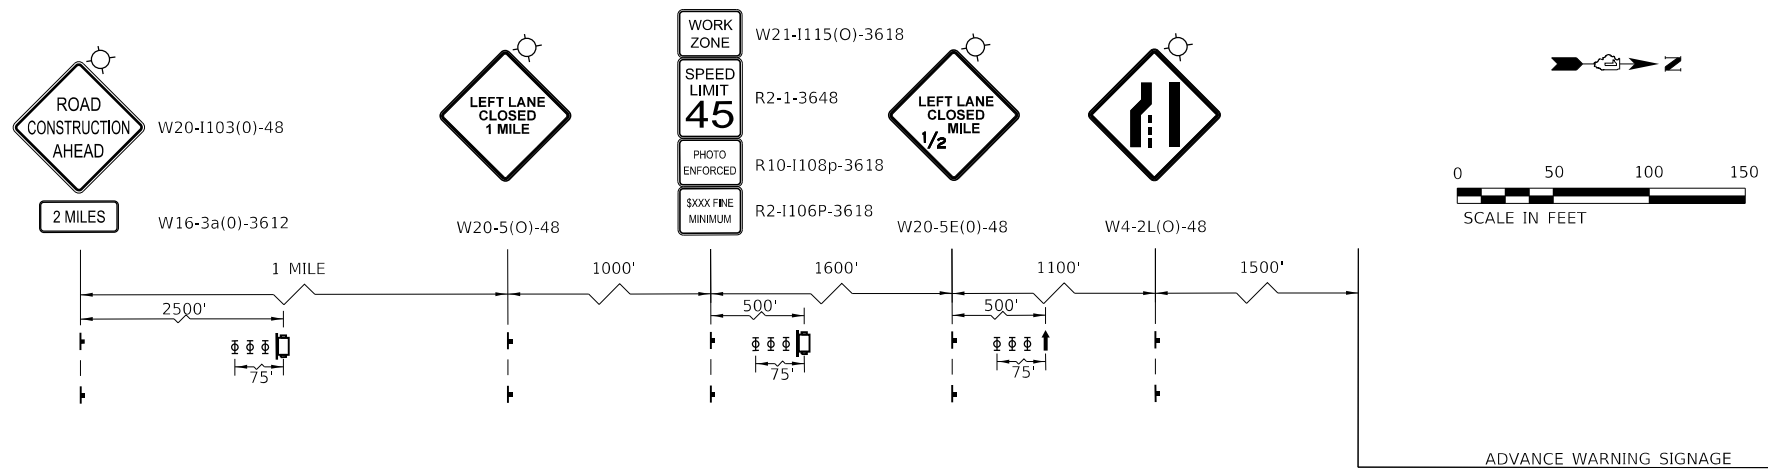 ROAD
CONSTRUCTION
AHEAD
W20-I103(0)-48
2 MILES
W16-3a(0)-3612
LEFT LANE
CLOSED
1 MILE
W20-5(O)-48
WORK
ZONE
W21-I115(O)-3618
SPEED
LIMIT
45
R2-1-3648
PHOTO
ENFORCED
R10-I108p-3618
$XXX FINE
MINIMUM
R2-I106P-3618
LEFT LANE
CLOSED
MILE
1/2
W20-5E(0)-48
W4-2L(O)-48
N
0 50 100 150
SCALE IN FEET
1 MILE
1000'
1600'
1100'
1500'
2500'
500'
500'
75'
75'
75'
ADVANCE WARNING SIGNAGE